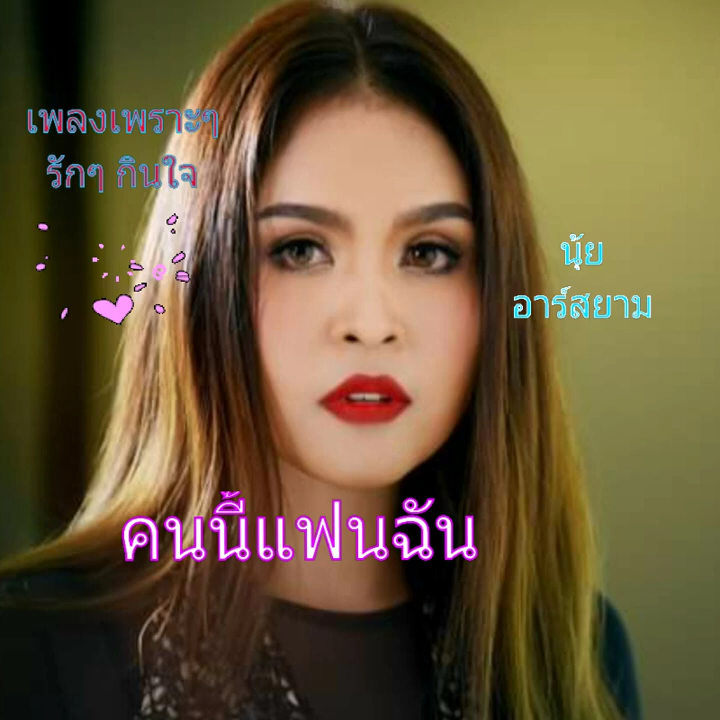 เพลงเพราะๆ
รักๆ กินใจ
นุ้ย
อาร์สยาม
คนนี้แฟนฉัน